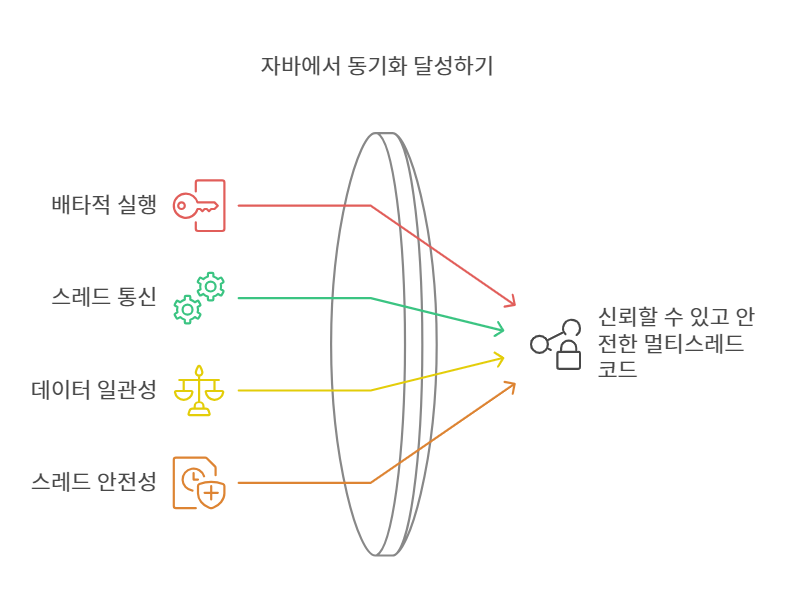 자바에서 동기화 달성하기
배타적 실행
스레드 통신
데이터 일관성
스레드 안전성
신뢰할 수 있고 안
전한 멀티스레드
코드